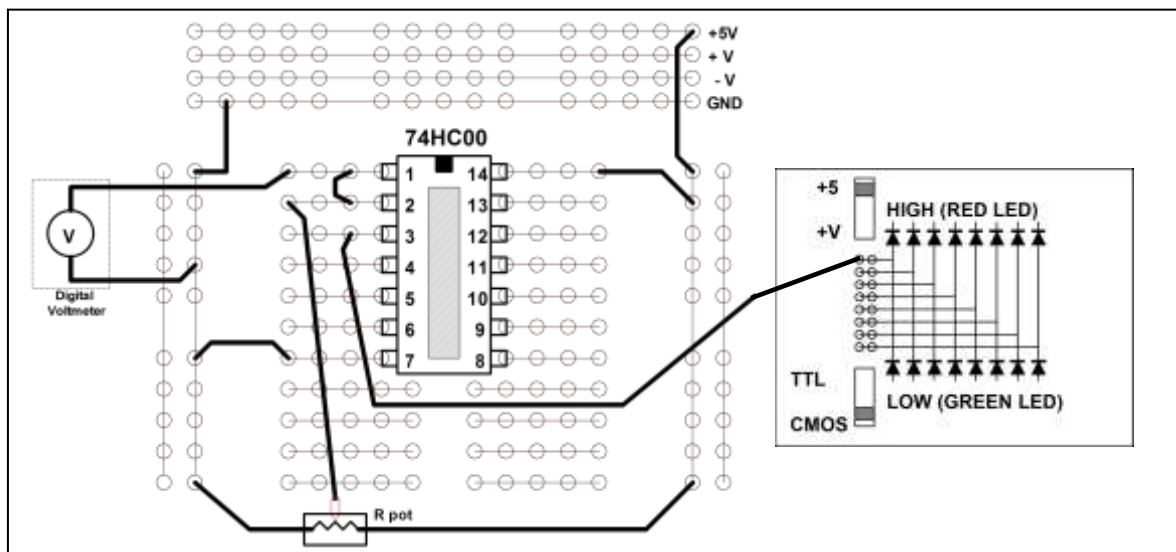 +5V
+ V
- V
GND
74HC00
1 14
2 13
3 12
4 11
5 10
6 9
7 8
V
Digital
Voltmeter
R pot
+5
HIGH (RED LED)
+V
TTL
LOW (GREEN LED)
CMOS